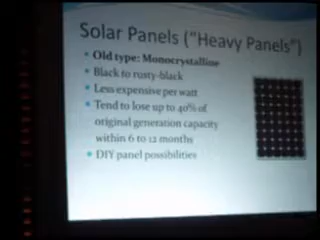 Solar Panels ("Heavy Panels")
Old type: Monocrystalline
Black to rusty-black
Less expensive per watt
Tend to lose up to 40% of
original generation capacity
within 6 to 12 months
DIY panel possibilities